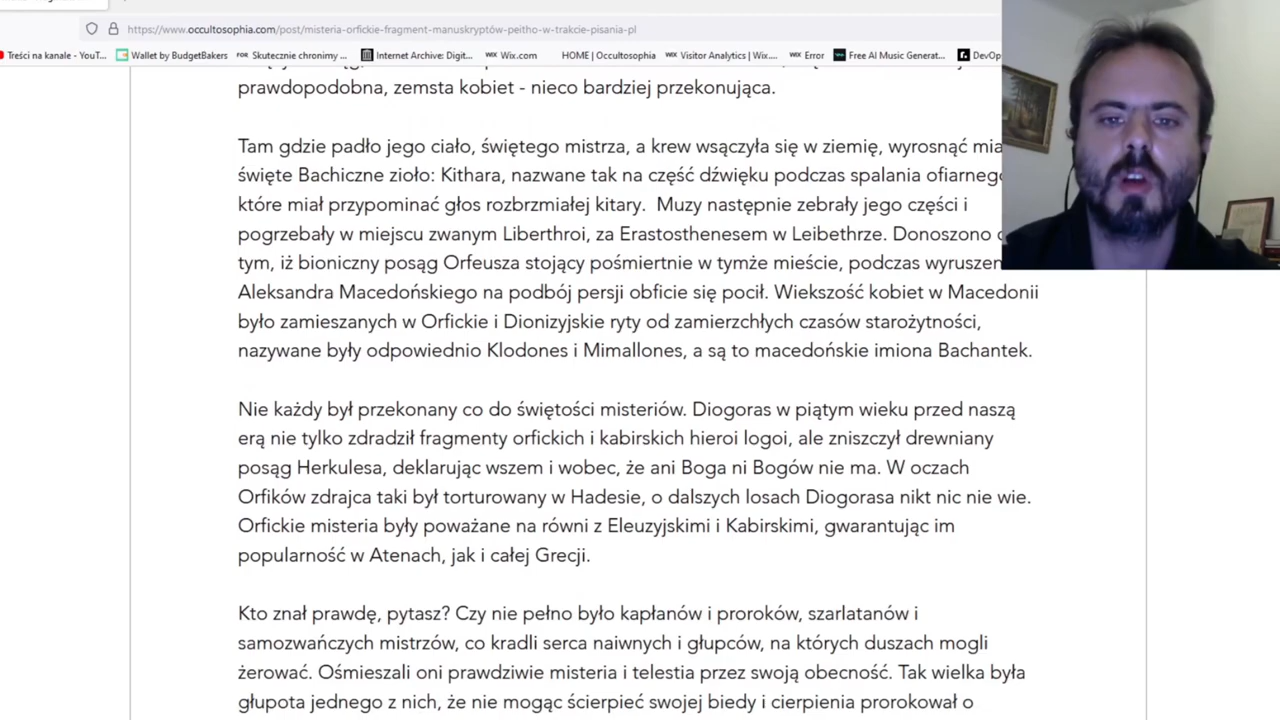 https://www.occultosophia.com/post/misteria-orfickie-fragment-manuskryptów-peitho-w-trakcie-pisania-pl
Treści na kanale - YouT... Wallet by BudgetBakers FOR Skutecznie chronimy ... Internet Archive: Digit... WIX Wix.com HOME | Occultosophia WIX Visitor Analytics | Wix.... WIX Error Free AI Music Generat... DevOp
prawdopodobna, zemsta kobiet - nieco bardziej przekonująca.
Tam gdzie padło jego ciało, świętego mistrza, a krew wsączyła się w ziemię, wyrosnąć mia
święte Bachiczne zioło: Kithara, nazwane tak na część dźwięku podczas spalania ofiarnego
które miał przypominać głos rozbrzmiałej kitary. Muzy następnie zebrały jego części i
pogrzebały w miejscu zwanym Liberthroi, za Erastosthenesem w Leibethrze. Donoszono
tym, iż bioniczny posąg Orfeusza stojący pośmiertnie w tymże mieście, podczas wyruszen
Aleksandra Macedońskiego na podbój persji obficie się pocił. Wiekszość kobiet w Macedonii
było zamieszanych w Orfickie i Dionizyjskie ryty od zamierzchłych czasów starożytności,
nazywane były odpowiednio Klodones i Mimallones, a są to macedońskie imiona Bachantek.
Nie każdy był przekonany co do świętości misteriów. Diogoras w piątym wieku przed naszą
erą nie tylko zdradził fragmenty orfickich i kabirskich hieroi logoi, ale zniszczył drewniany
posąg Herkulesa, deklarując wszem i wobec, że ani Boga ni Bogów nie ma. W oczach
Orfików zdrajca taki był torturowany w Hadesie, o dalszych losach Diogorasa nikt nic nie wie.
Orfickie misteria były poważane na równi z Eleuzyjskimi i Kabirskimi, gwarantując im
popularność w Atenach, jak i całej Grecji.
Kto znał prawdę, pytasz? Czy nie pełno było kapłanów i proroków, szarlatanów i
samozwańczych mistrzów, co kradli serca naiwnych i głupców, na których duszach mogli
żerować. Ośmieszali oni prawdziwie misteria i telestia przez swoją obecność. Tak wielka była
głupota jednego z nich, że nie mogąc ścierpieć swojej biedy i cierpienia prorokował o